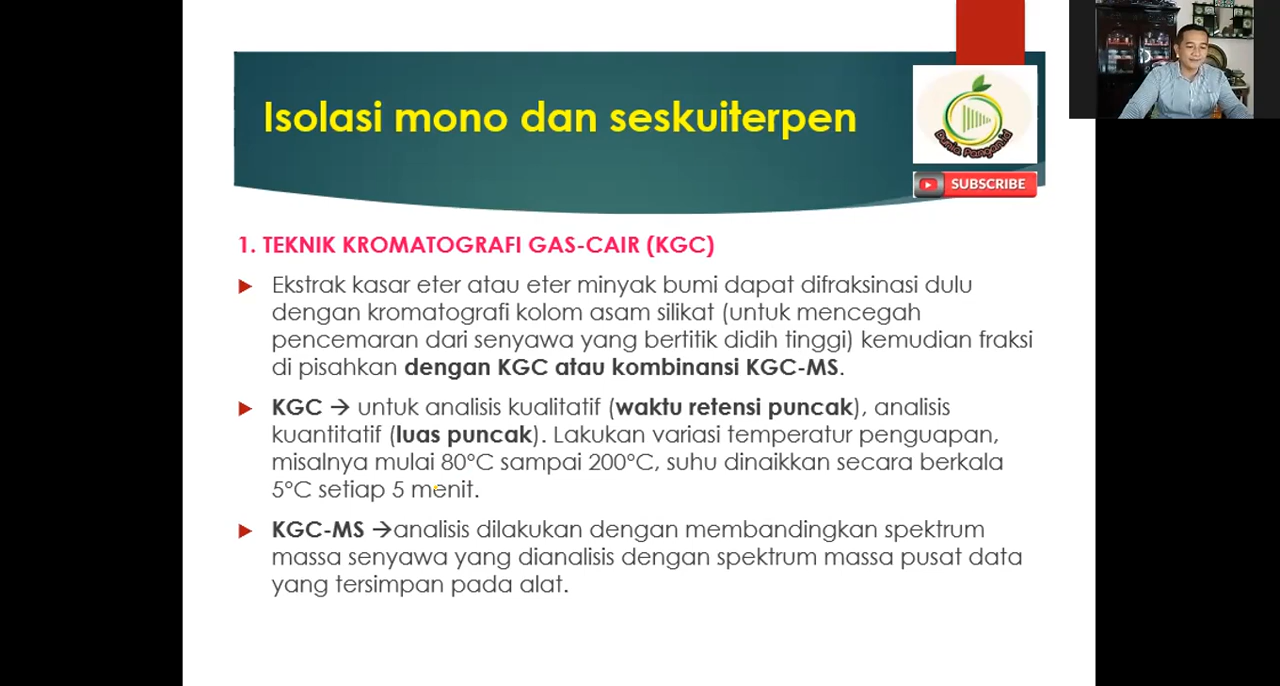 Isolasi mono dan seskuiterpen
Dunia Pangan.id
SUBSCRIBE
1. TEKNIK KROMATOGRAFI GAS-CAIR (KGC)
Ekstrak kasar eter atau eter minyak bumi dapat difraksinasi dulu
dengan kromatografi kolom asam silikat (untuk mencegah
pencemaran dari senyawa yang bertitik didih tinggi) kemudian fraksi
di pisahkan dengan KGC atau kombinansi KGC-MS.
KGC → untuk analisis kualitatif (waktu retensi puncak), analisis
kuantitatif (luas puncak). Lakukan variasi temperatur penguapan,
misalnya mulai 80°C sampai 200°C, suhu dinaikkan secara berkala
5°C setiap 5 menit.
KGC-MS →analisis dilakukan dengan membandingkan spektrum
massa senyawa yang dianalisis dengan spektrum massa pusat data
yang tersimpan pada alat.